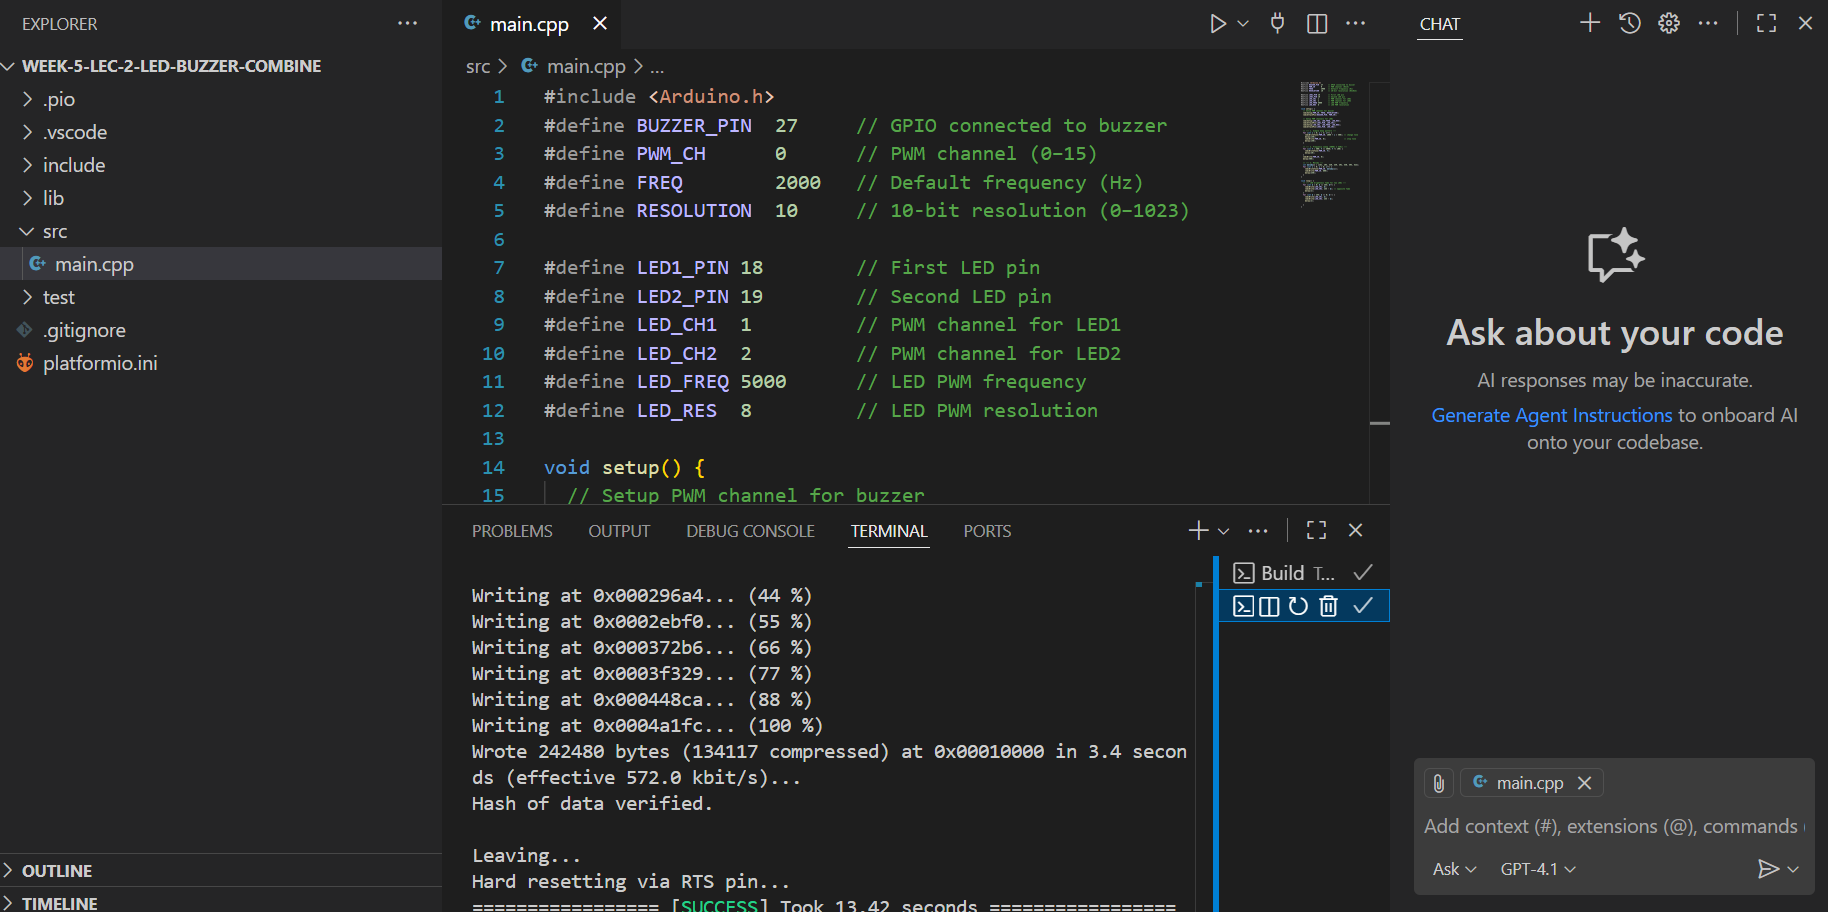 EXPLORER
WEEK-5-LEC-2-LED-BUZZER-COMBINE
.pio
.vscode
include
lib
src
main.cpp
test
.gitignore
platformio.ini
OUTLINE
TIMELINE
main.cpp
src > main.cpp > ...
1 #include <Arduino.h>
2 #define BUZZER_PIN 27 // GPIO connected to buzzer
3 #define PWM_CH 0 // PWM channel (0–15)
4 #define FREQ 2000 // Default frequency (Hz)
5 #define RESOLUTION 10 // 10-bit resolution (0–1023)
6
7 #define LED1_PIN 18 // First LED pin
8 #define LED2_PIN 19 // Second LED pin
9 #define LED_CH1 1 // PWM channel for LED1
10 #define LED_CH2 2 // PWM channel for LED2
11 #define LED_FREQ 5000 // LED PWM frequency
12 #define LED_RES 8 // LED PWM resolution
13
14 void setup() {
15 // Setup PWM channel for buzzer
PROBLEMS OUTPUT DEBUG CONSOLE TERMINAL PORTS
Writing at 0x000296a4... (44 %)
Writing at 0x0002ebf0... (55 %)
Writing at 0x000372b6... (66 %)
Writing at 0x0003f329... (77 %)
Writing at 0x000448ca... (88 %)
Writing at 0x0004a1fc... (100 %)
Wrote 242480 bytes (134117 compressed) at 0x00010000 in 3.4 secon
ds (effective 572.0 kbit/s)...
Hash of data verified.
Leaving...
Hard resetting via RTS pin...
================= [SUCCESS] Took 13.42 seconds =================
Build T...
CHAT
Ask about your code
AI responses may be inaccurate.
Generate Agent Instructions to onboard AI
onto your codebase.
main.cpp
Add context (#), extensions (@), commands
Ask GPT-4.1